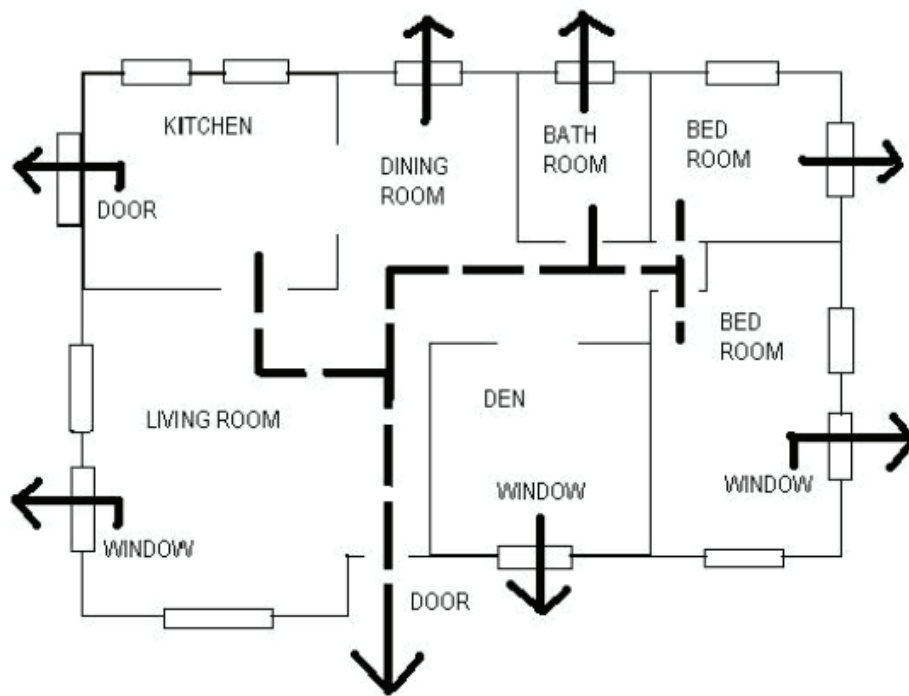 KITCHEN
DINING
ROOM
BATH
ROOM
BED
ROOM
DOOR
BED
ROOM
LIVING ROOM
DEN
WINDOW
WINDOW
WINDOW
DOOR